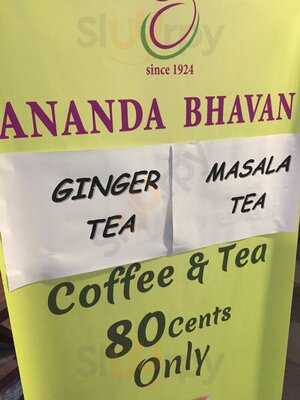 since 1924
ANANDA BHAVAN
GINGER
TEA
MASALA
TEA
Coffee & Tea
80 Cents
Only